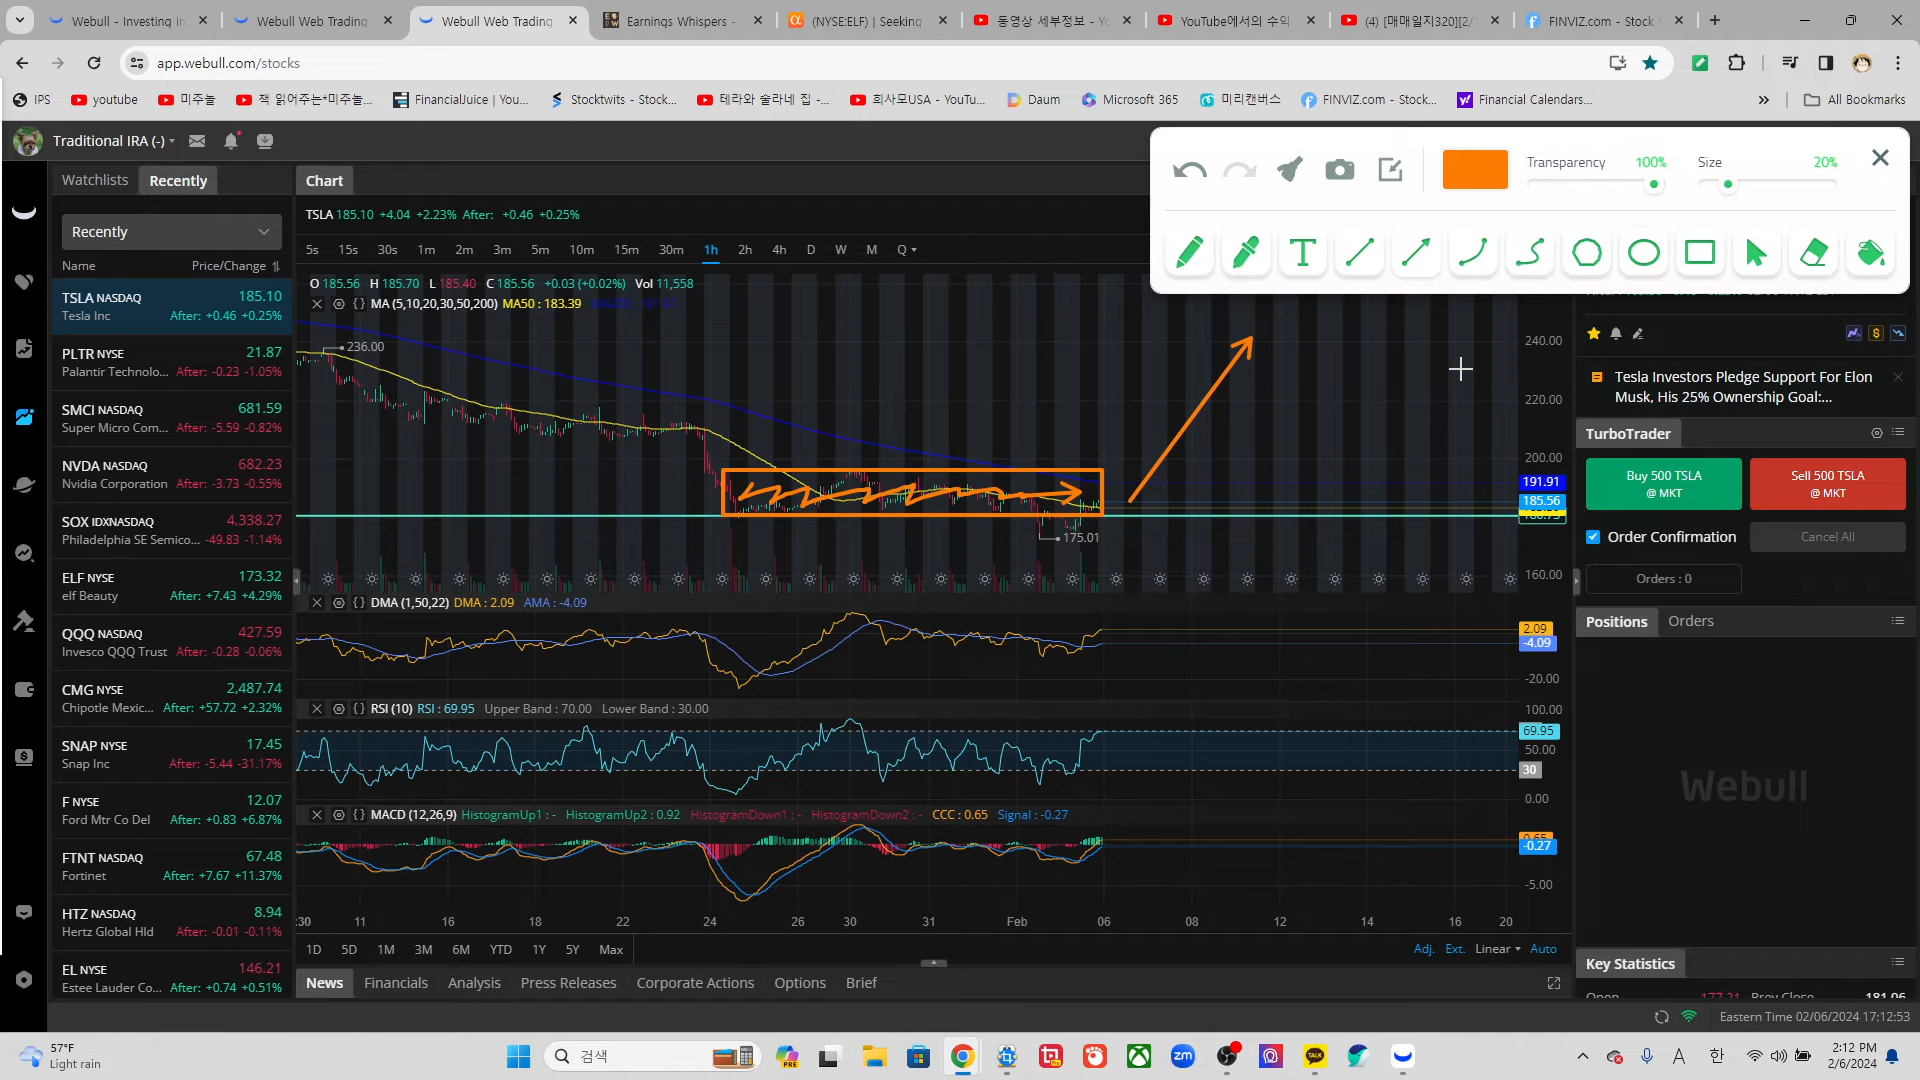 Webull - Investing in
Webull Web Trading
Webull Web Trading
Earnings Whispers -
(NYSE:ELF) | Seeking
동영상 세부정보 - Yo
YouTube에서의 수익
(4) [매매일지320][2/
FINVIZ.com - Stock S
app.webull.com/stocks
IPS
youtube
미주놀
책 읽어주는*미주놀...
FinancialJuice | You...
Stocktwits - Stock...
테라와 술라네 집 -...
희사모USA - YouTu...
Daum
Microsoft 365
미리캔버스
FINVIZ.com - Stock...
Financial Calendars...
All Bookmarks
Traditional IRA (-)
Transparency 100%
Size 20%
Watchlists Recently
Chart
Recently
Name Price/Change
TSLA NASDAQ 185.10
Tesla Inc After: +0.46 +0.25%
PLTR NYSE 21.87
Palantir Technolo... After: -0.23 -1.05%
SMCI NASDAQ 681.59
Super Micro Com... After: -5.59 -0.82%
NVDA NASDAQ 682.23
Nvidia Corporation After: -3.73 -0.55%
SOX IDXNASDAQ 4,338.27
Philadelphia SE Semico... -49.83 -1.14%
ELF NYSE 173.32
elf Beauty After: +7.43 +4.29%
QQQ NASDAQ 427.59
Invesco QQQ Trust After: -0.28 -0.06%
CMG NYSE 2,487.74
Chipotle Mexic... After: +57.72 +2.32%
SNAP NYSE 17.45
Snap Inc After: -5.44 -31.17%
F NYSE 12.07
Ford Mtr Co Del After: +0.83 +6.87%
FTNT NASDAQ 67.48
Fortinet After: +7.67 +11.37%
HTZ NASDAQ 8.94
Hertz Global Hld After: -0.01 -0.11%
EL NYSE 146.21
Estee Lauder Co... After: +0.74 +0.51%
TSLA 185.10 +4.04 +2.23% After: +0.46 +0.25%
5s 15s 30s 1m 2m 3m 5m 10m 15m 30m 1h 2h 4h D W M Q
O 185.56 H 185.70 L 185.40 C 185.56 +0.03 (+0.02%) Vol 11,558
MA (5,10,20,30,50,200) MA50 : 183.39
236.00
175.01
240.00
220.00
200.00
191.91
185.56
160.00
DMA (1,50,22) DMA : 2.09 AMA : -4.09
2.09
-4.09
-20.00
RSI (10) RSI : 69.95 Upper Band : 70.00 Lower Band : 30.00
100.00
69.95
50.00
30
0.00
MACD (12,26,9) HistogramUp1 : - HistogramUp2 : 0.92 HistogramDown1 : - HistogramDown2 : - CCC : 0.65 Signal : -0.27
0.65
-0.27
-5.00
:30 11 16 18 22 24 26 30 31 Feb 06 08 12 14 16 20
1D 5D 1M 3M 6M YTD 1Y 5Y Max
Adj. Ext. Linear Auto
News Financials Analysis Press Releases Corporate Actions Options Brief
Tesla Investors Pledge Support For Elon
Musk, His 25% Ownership Goal:...
TurboTrader
Buy 500 TSLA
@ MKT
Sell 500 TSLA
@ MKT
Order Confirmation
Cancel All
Orders : 0
Positions Orders
Webull
Key Statistics
Open 177.21 Prev Close 181.06
Eastern Time 02/06/2024 17:12:53
57°F
Light rain
검색
PRE
zm
TALK
A
한
2:12 PM
2/6/2024